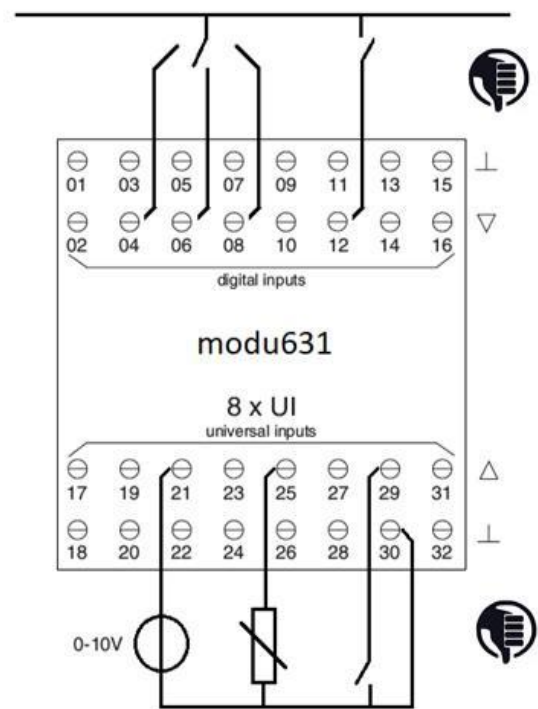 01 03 05 07 09 11 13 15
02 04 06 08 10 12 14 16
digital inputs
modu631
8 x UI
universal inputs
17 19 21 23 25 27 29 31
18 20 22 24 26 28 30 32
0-10V